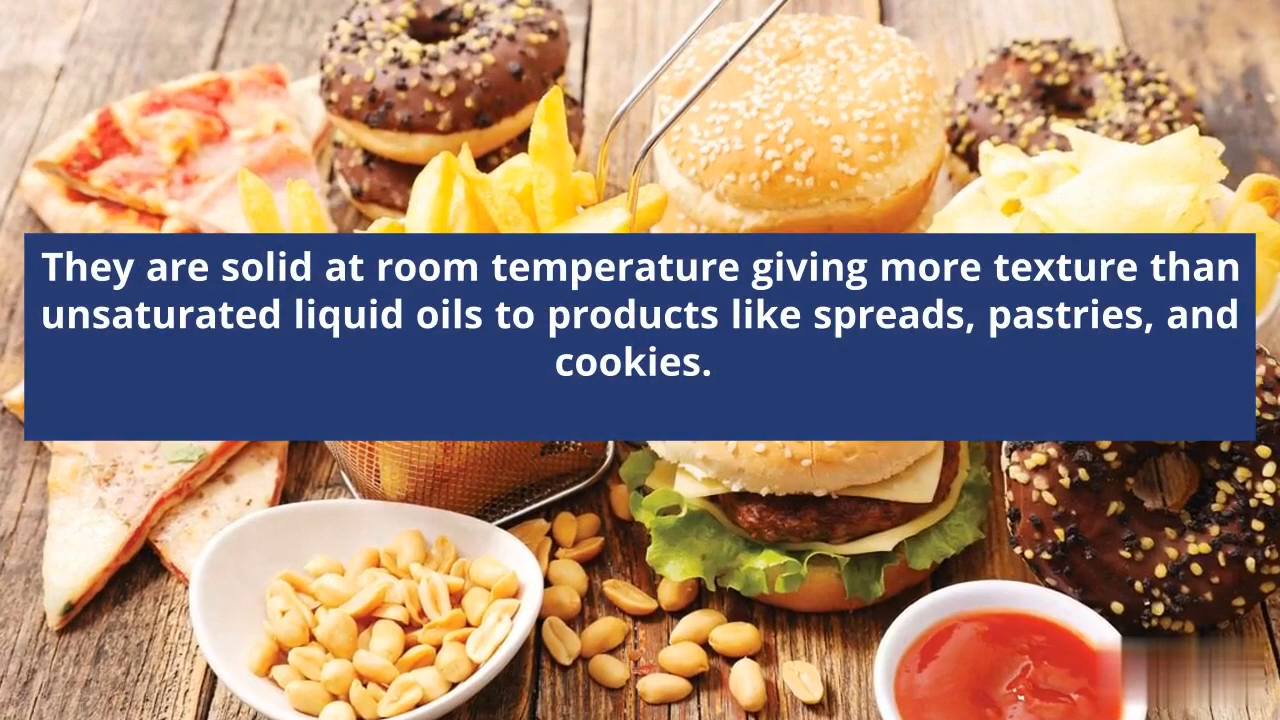 They are solid at room temperature giving more texture than
unsaturated liquid oils to products like spreads, pastries, and
cookies.